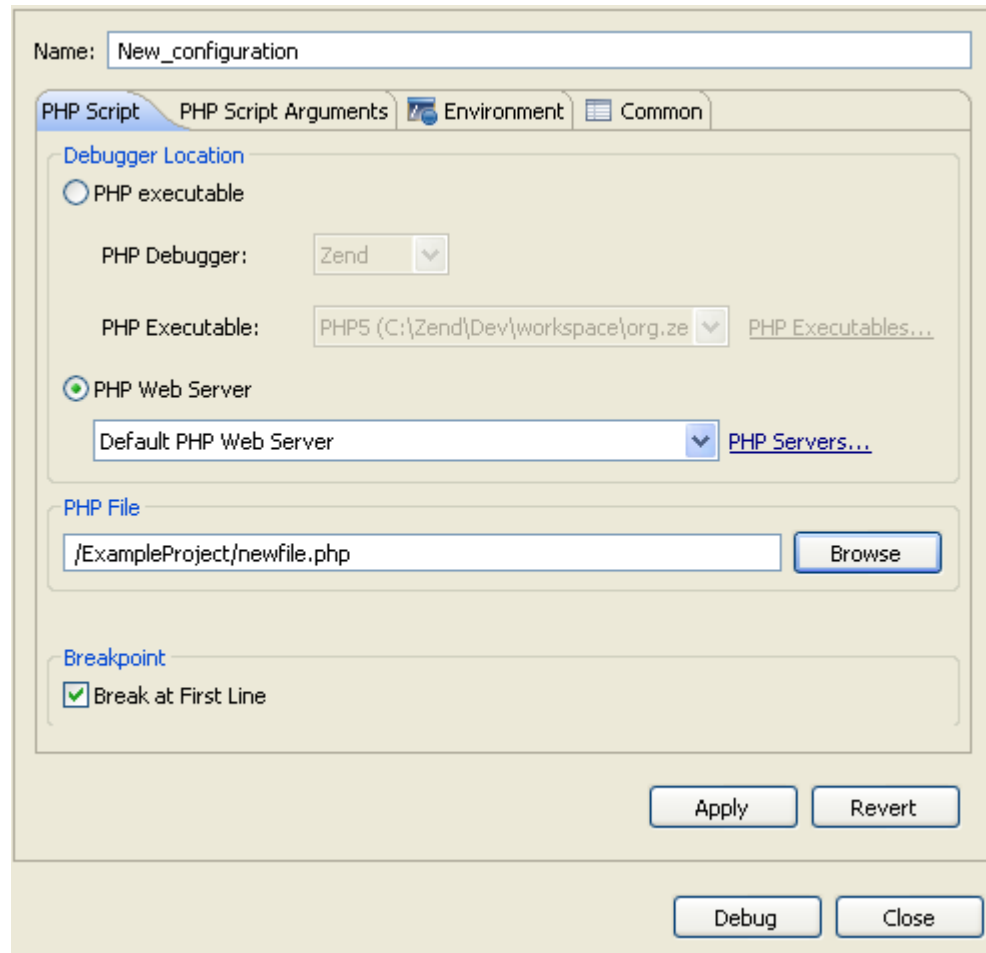 Name: New_configuration
PHP Script PHP Script Arguments Environment Common
Debugger Location
PHP executable
PHP Debugger: Zend
PHP Executable: PHP5 (C:\Zend\Dev\workspace\org.ze PHP Executables...
PHP Web Server
Default PHP Web Server PHP Servers...
PHP File
/ExampleProject/newfile.php Browse
Breakpoint
Break at First Line
Apply Revert
Debug Close